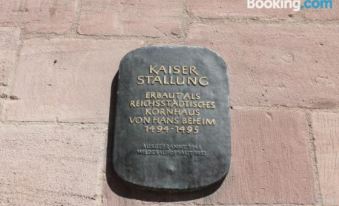 Booking.com
KAISER
STALLUNG
ERBAUT ALS
REICHSSTÄDTISCHES
KORNHAUS
VON HANS BEHEIM
1494-1495